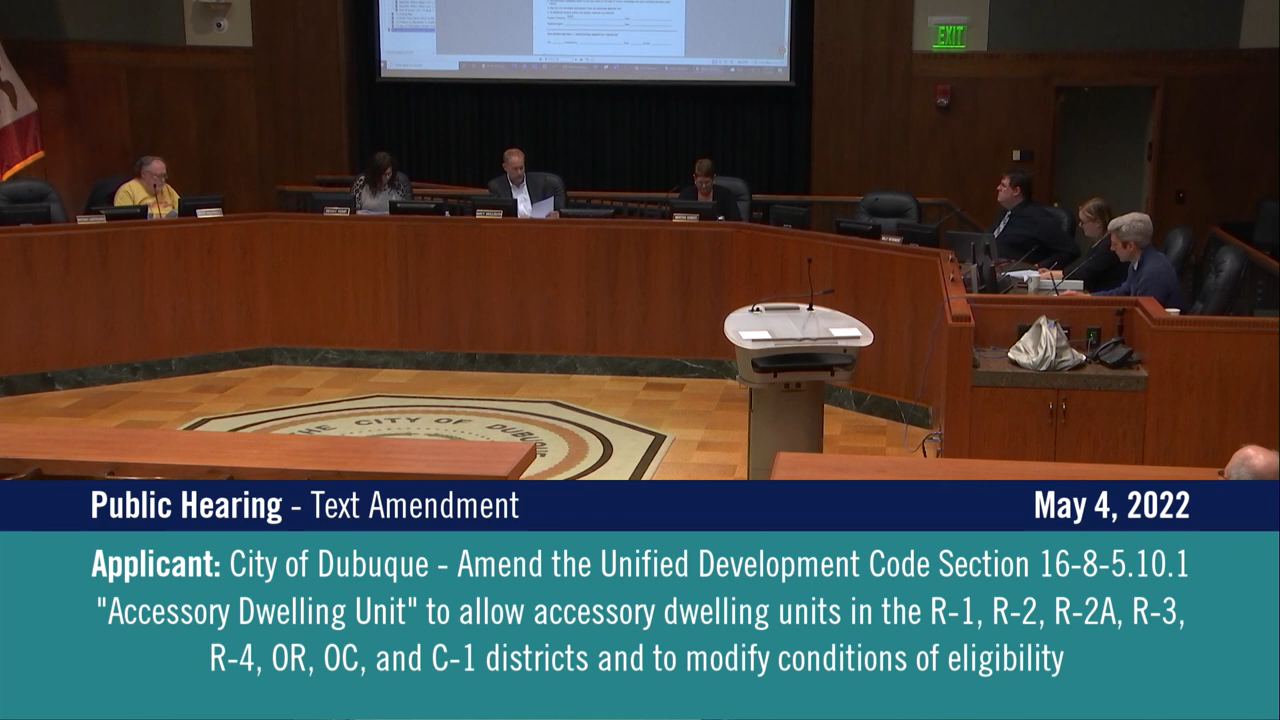 EXIT
THE CITY OF DUBUQUE
Public Hearing - Text Amendment
May 4, 2022
Applicant: City of Dubuque - Amend the Unified Development Code Section 16-8-5.10.1
"Accessory Dwelling Unit" to allow accessory dwelling units in the R-1, R-2, R-2A, R-3,
R-4, OR, OC, and C-1 districts and to modify conditions of eligibility